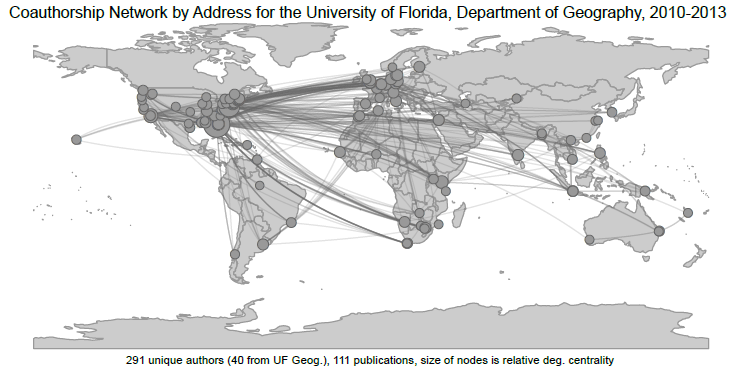 Coauthorship Network by Address for the University of Florida, Department of Geography, 2010-2013
291 unique authors (40 from UF Geog.), 111 publications, size of nodes is relative deg. centrality